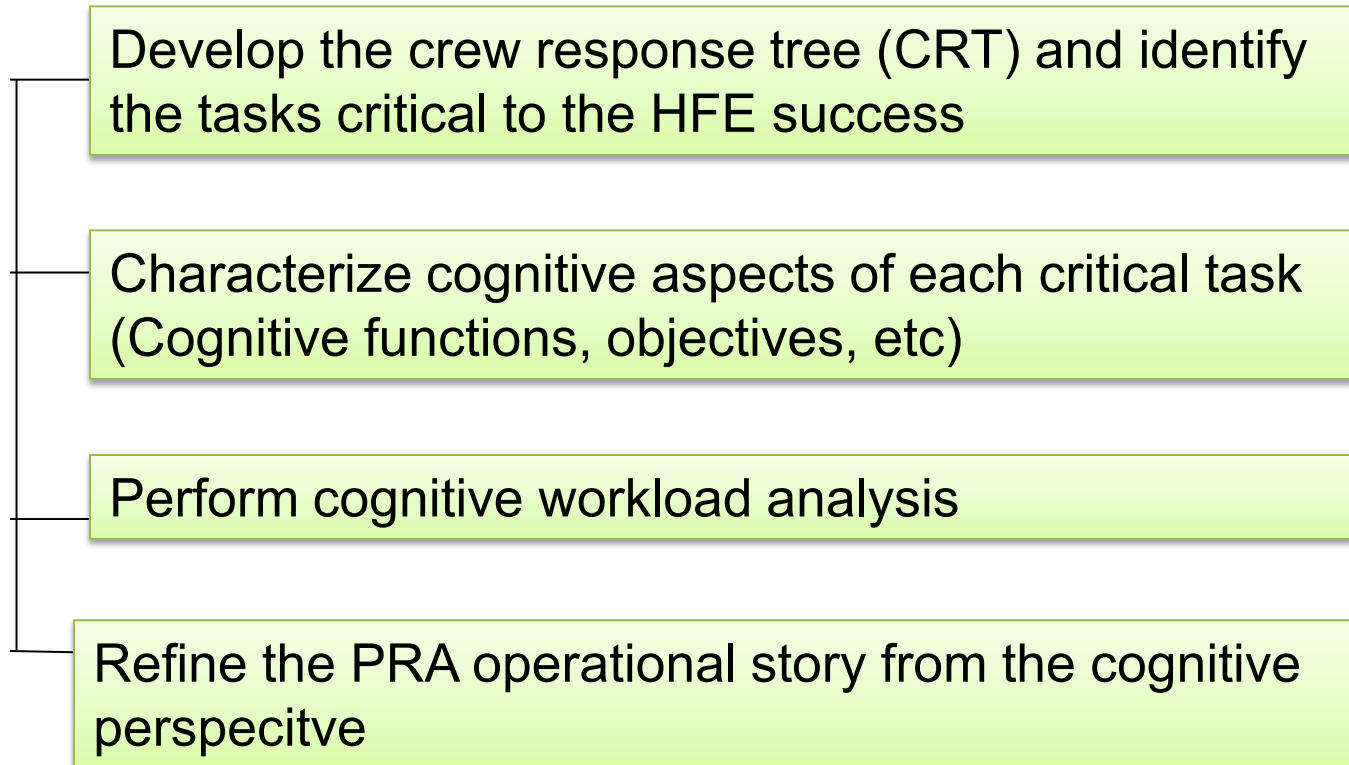 Develop the crew response tree (CRT) and identify
the tasks critical to the HFE success
Characterize cognitive aspects of each critical task
(Cognitive functions, objectives, etc)
Perform cognitive workload analysis
Refine the PRA operational story from the cognitive
perspecitve